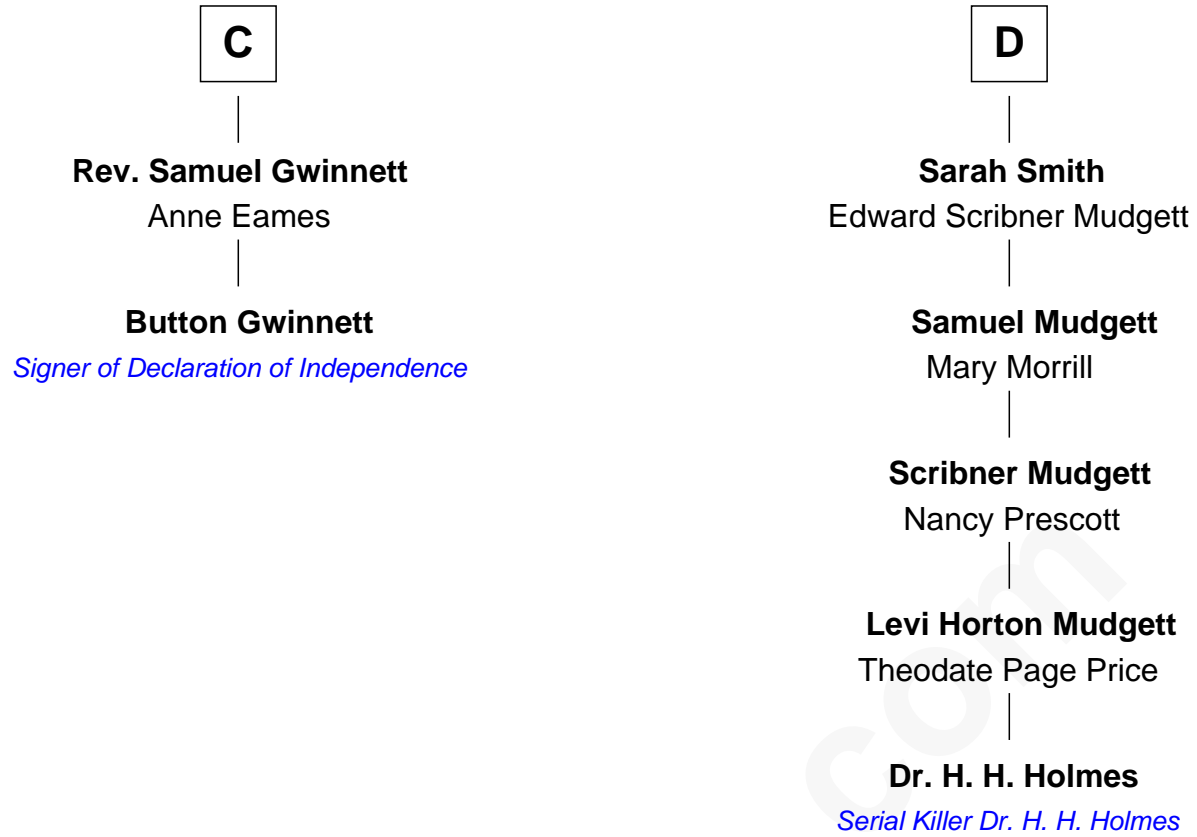 C
Rev. Samuel Gwinnett
Anne Eames
Button Gwinnett
Signer of Declaration of Independence
D
Sarah Smith
Edward Scribner Mudgett
Samuel Mudgett
Mary Morrill
Scribner Mudgett
Nancy Prescott
Levi Horton Mudgett
Theodate Page Price
Dr. H. H. Holmes
Serial Killer Dr. H. H. Holmes
com